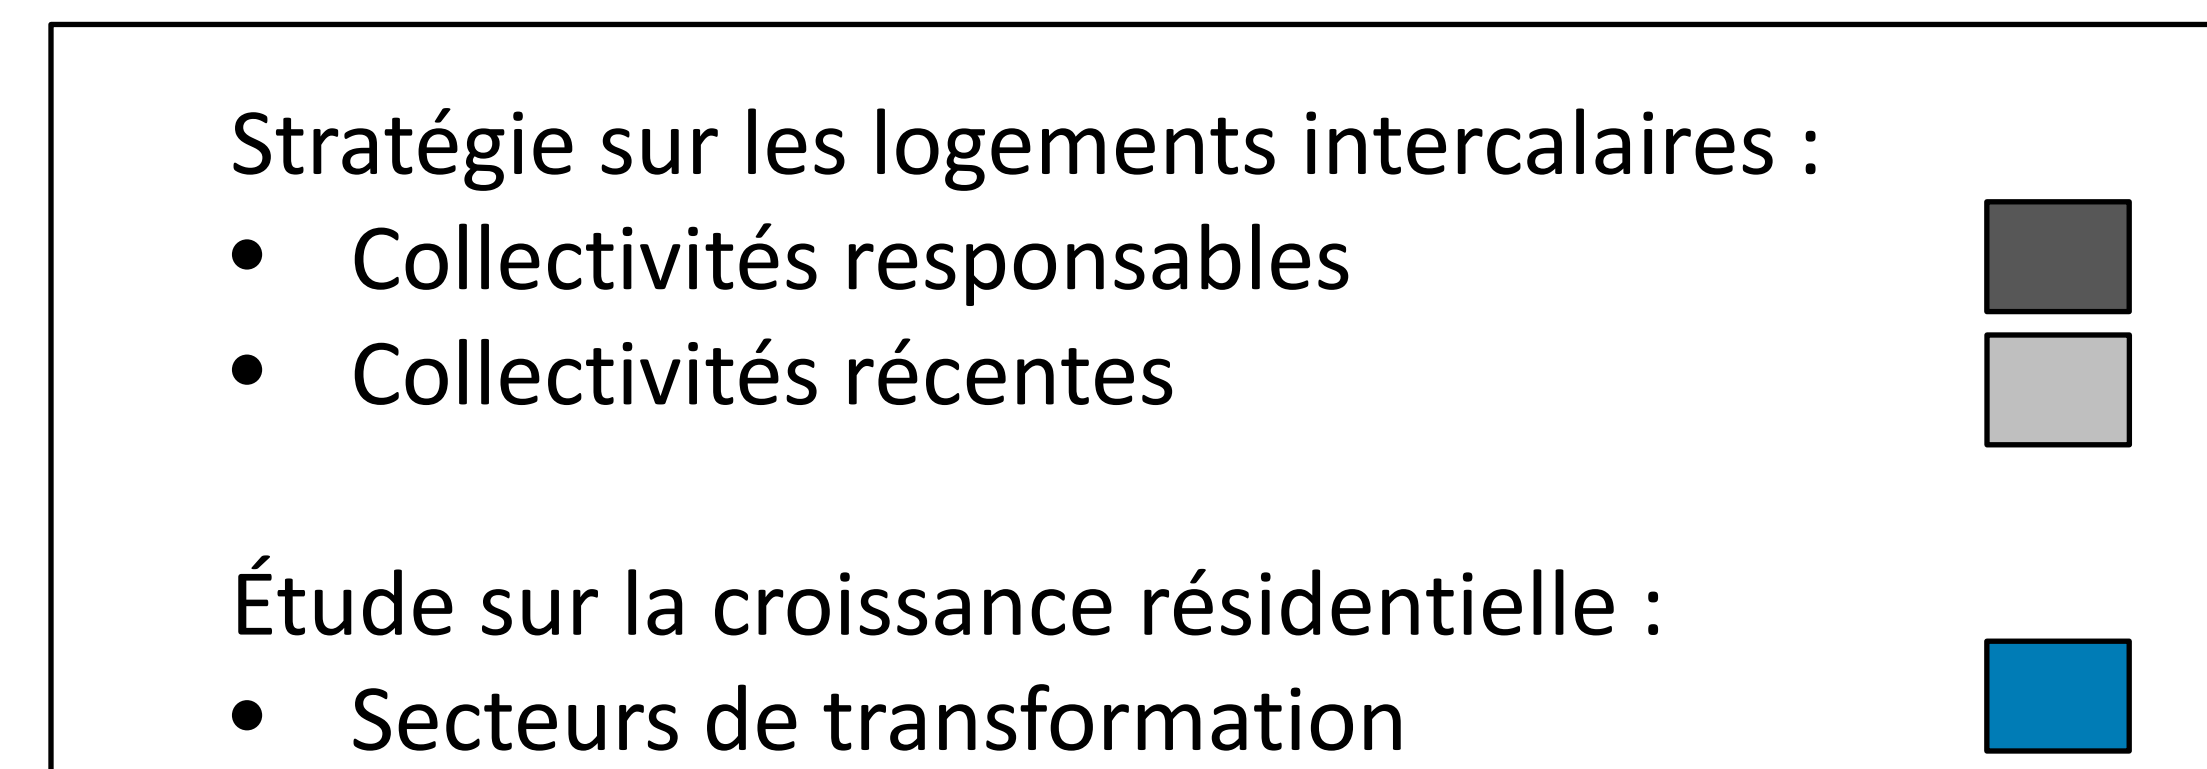 Stratégie sur les logements intercalaires :
• Collectivités responsables
• Collectivités récentes
Étude sur la croissance résidentielle :
• Secteurs de transformation